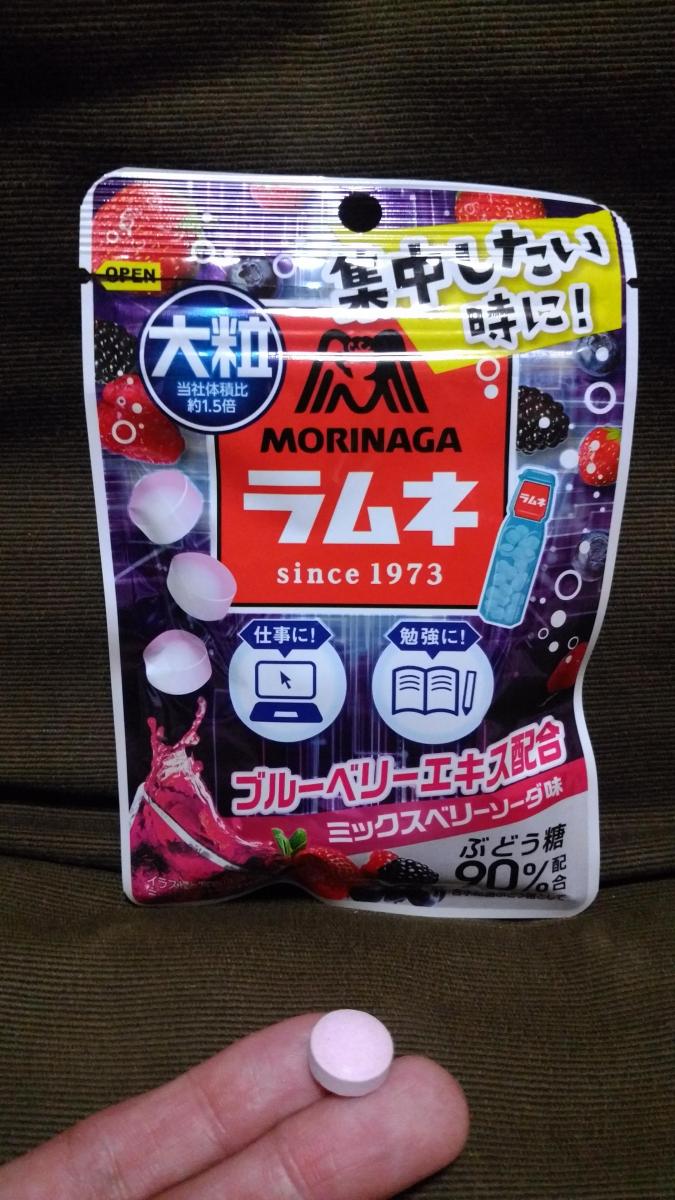 集中したい
時に!
OPEN
大粒
当社体積比
約1.5倍
MORINAGA
ラムネ
since 1973
ラムネ
仕事に!
勉強に!
ブルーベリーエキス配合
ミックスベリーソーダ味
ぶどう糖
90%配合